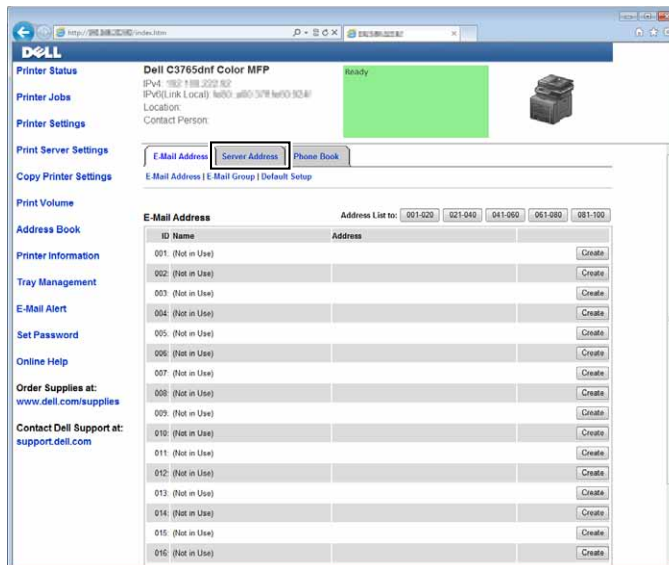 DELL
Printer Status
Printer Jobs
Printer Settings
Print Server Settings
Copy Printer Settings
Print Volume
Address Book
Printer Information
Tray Management
E-Mail Alert
Set Password
Online Help
Order Supplies at:
www.dell.com/supplies
Contact Dell Support at:
support.dell.com
Dell C3765dnf Color MFP
IPv4:
IPv6(Link Local):
Location:
Contact Person:
Ready
E-Mail Address Server Address Phone Book
E-Mail Address | E-Mail Group | Default Setup
E-Mail Address Address List to: 001-020 021-040 041-060 061-080 081-100
ID Name Address
001: (Not in Use) Create
002: (Not in Use) Create
003: (Not in Use) Create
004: (Not in Use) Create
005: (Not in Use) Create
006: (Not in Use) Create
007: (Not in Use) Create
008: (Not in Use) Create
009: (Not in Use) Create
010: (Not in Use) Create
011: (Not in Use) Create
012: (Not in Use) Create
013: (Not in Use) Create
014: (Not in Use) Create
015: (Not in Use) Create
016: (Not in Use) Create